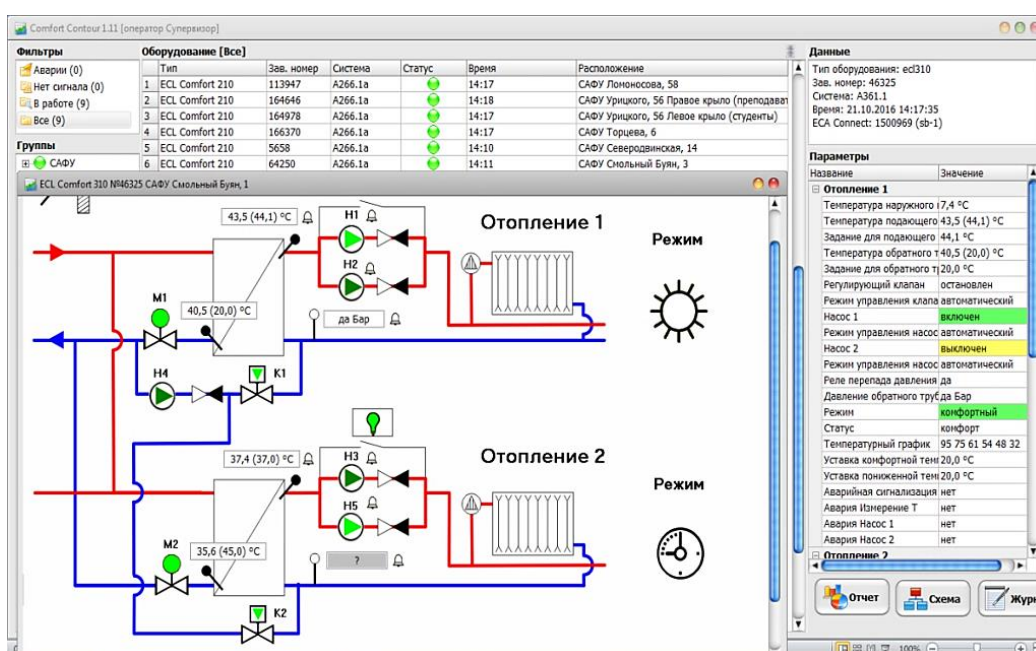 Comfort Contour 1.11 [оператор Супервизор]
Фильтры
Аварии (0)
Нет сигнала (0)
В работе (9)
Все (9)
Группы
САФУ
Оборудование [Все]
Тип Зав. номер Система Статус Время Расположение
1 ECL Comfort 210 113947 A266.1a 14:17 САФУ Ломоносова, 58
2 ECL Comfort 210 164646 A266.1a 14:18 САФУ Урицкого, 56 Правое крыло (преподават
3 ECL Comfort 210 164978 A266.1a 14:17 САФУ Урицкого, 56 Левое крыло (студенты)
4 ECL Comfort 210 166370 A266.1a 14:17 САФУ Торцева, 6
5 ECL Comfort 210 5658 A266.1a 14:10 САФУ Северодвинская, 14
6 ECL Comfort 210 64250 A266.1a 14:11 САФУ Смольный Буян, 3
ECL Comfort 310 №46325 САФУ Смольный Буян, 1
43,5 (44,1) °C
Н1
Отопление 1
Режим
Н2
М1
40,5 (20,0) °C
да Бар
Н4
К1
37,4 (37,0) °C
Н3
Отопление 2
Режим
Н5
М2
35,6 (45,0) °C
?
К2
Данные
Тип оборудования: ecl310
Зав. номер: 46325
Система: A361.1
Время: 21.10.2016 14:17:35
ECA Connect: 1500969 (sb-1)
Параметры
Название Значение
Отопление 1
Температура наружного 7,4 °C
Температура подающего 43,5 (44,1) °C
Задание для подающего 44,1 °C
Температура обратного т 40,5 (20,0) °C
Задание для обратного т 20,0 °C
Регулирующий клапан остановлен
Режим управления клапа автоматический
Насос 1 включен
Режим управления насос автоматический
Насос 2 выключен
Режим управления насос автоматический
Реле перепада давления да
Давление обратного труб да Бар
Режим комфортный
Статус комфорт
Температурный график 95 75 61 54 48 32
Уставка комфортной тем 20,0 °C
Уставка пониженной тем 20,0 °C
Аварийная сигнализация нет
Авария Измерение Т нет
Авария Насос 1 нет
Авария Насос 2 нет
Отопление 2
Отчет
Схема
Журн
100%